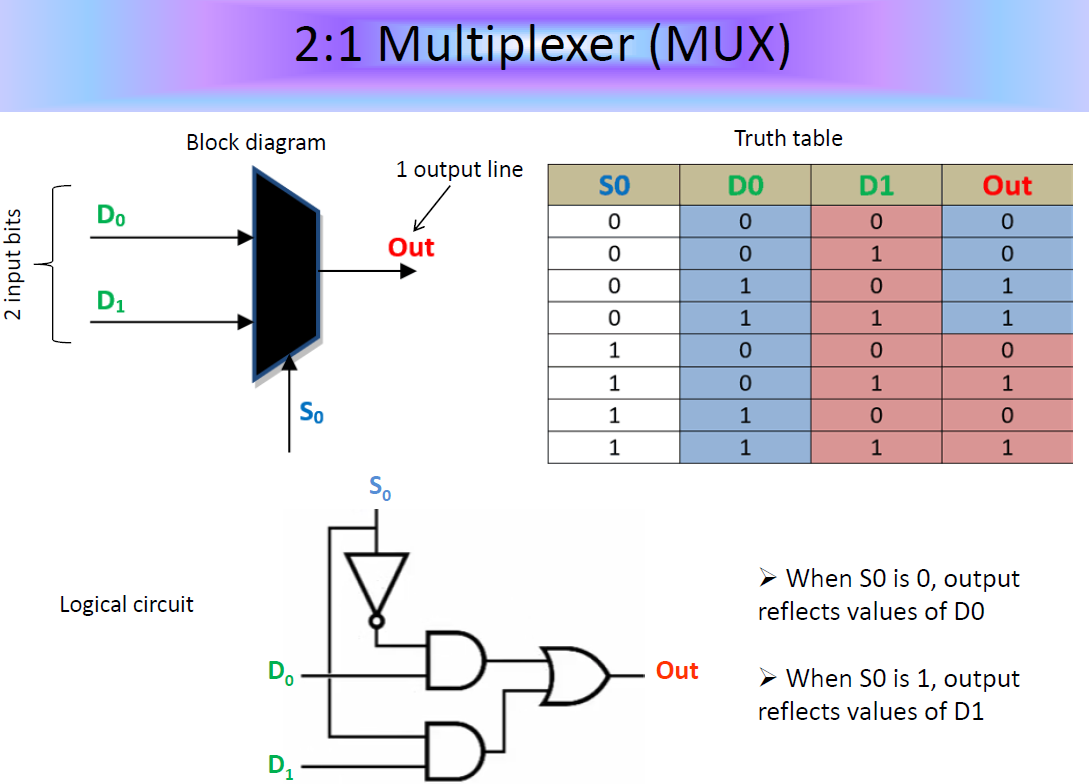 2:1 Multiplexer (MUX)
Block diagram
1 output line
2 input bits
D₀
Out
D₁
S₀
Truth table
S0 D0 D1 Out
0 0 0 0
0 0 1 0
0 1 0 1
0 1 1 1
1 0 0 0
1 0 1 1
1 1 0 0
1 1 1 1
Logical circuit
S₀
D₀
Out
D₁
➢ When S0 is 0, output
reflects values of D0
➢ When S0 is 1, output
reflects values of D1